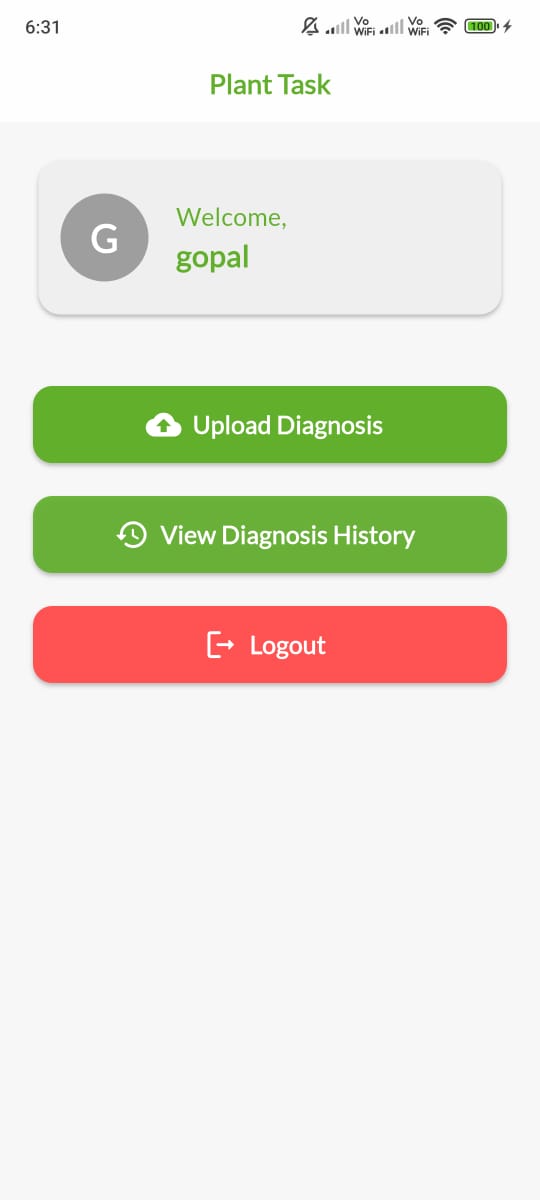 6:31
Vo WiFi Vo WiFi 100
Plant Task
G
Welcome,
gopal
Upload Diagnosis
View Diagnosis History
Logout